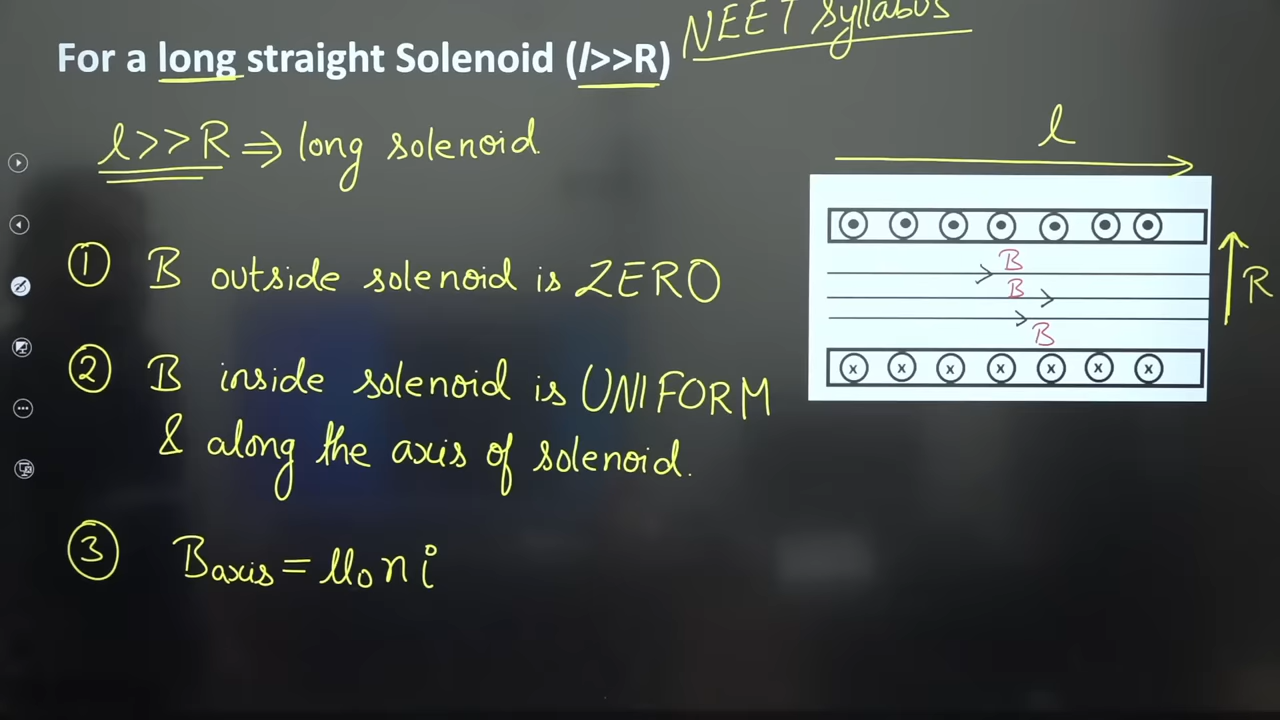 NEET Syllabus
For a long straight Solenoid (l>>R)
l>>R ⇒ long solenoid
l
① B outside solenoid is ZERO
B
B
B
R
② B inside solenoid is UNIFORM
& along the axis of solenoid.
x x x x x x x
③ Baxis = μ₀ n i